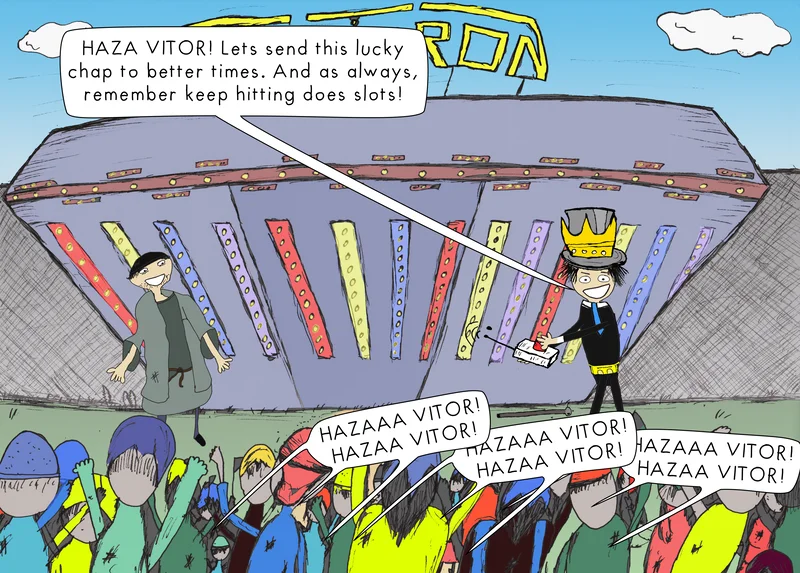 RON
HAZA VITOR! Lets send this lucky
chap to better times. And as always,
remember keep hitting does slots!
HAZAAA VITOR!
HAZAA VITOR!
HAZAAA VITOR!
HAZAA VITOR!
HAZAAA VITOR!
HAZAA VITOR!